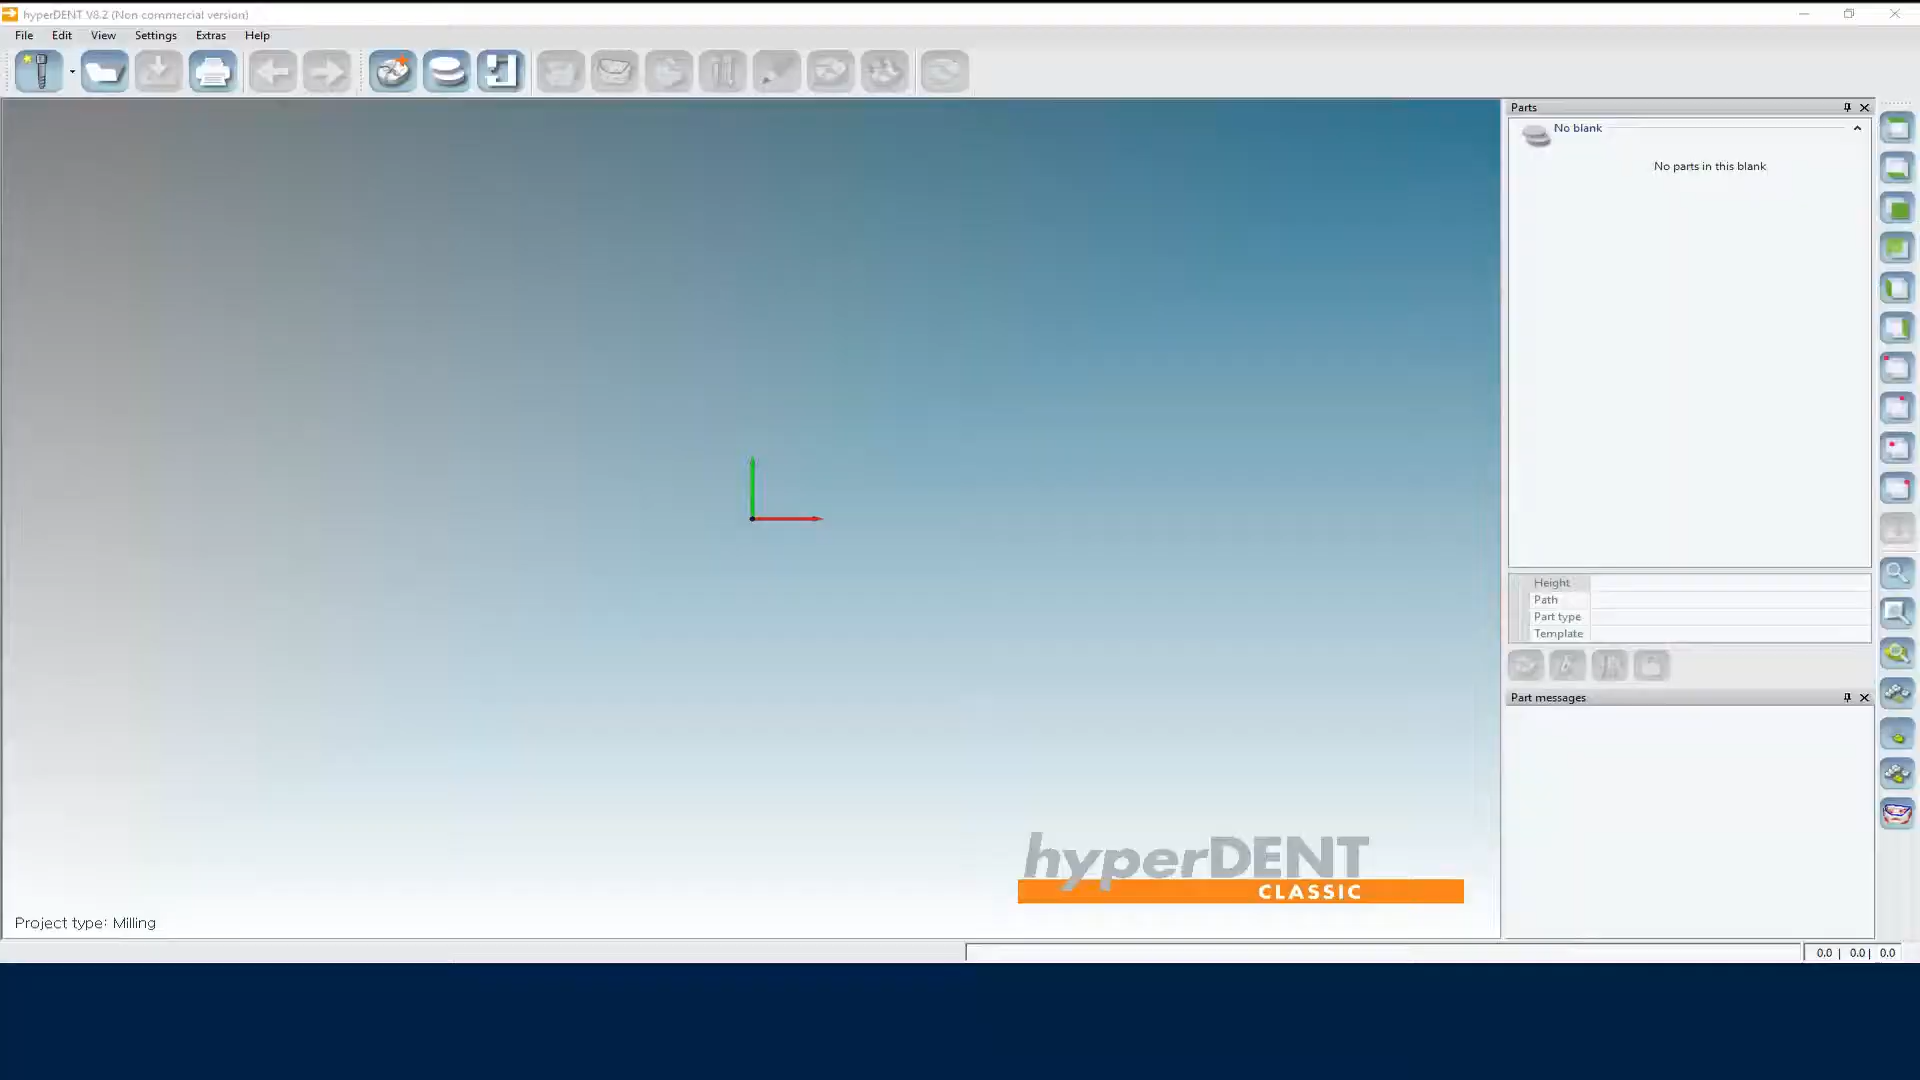 hyperDENT V8.2 (Non commercial version)
File Edit View Settings Extras Help
Parts
No blank
No parts in this blank
Height
Path
Part type
Template
Part messages
hyperDENT
CLASSIC
Project type: Milling
0.0 | 0.0 | 0.0